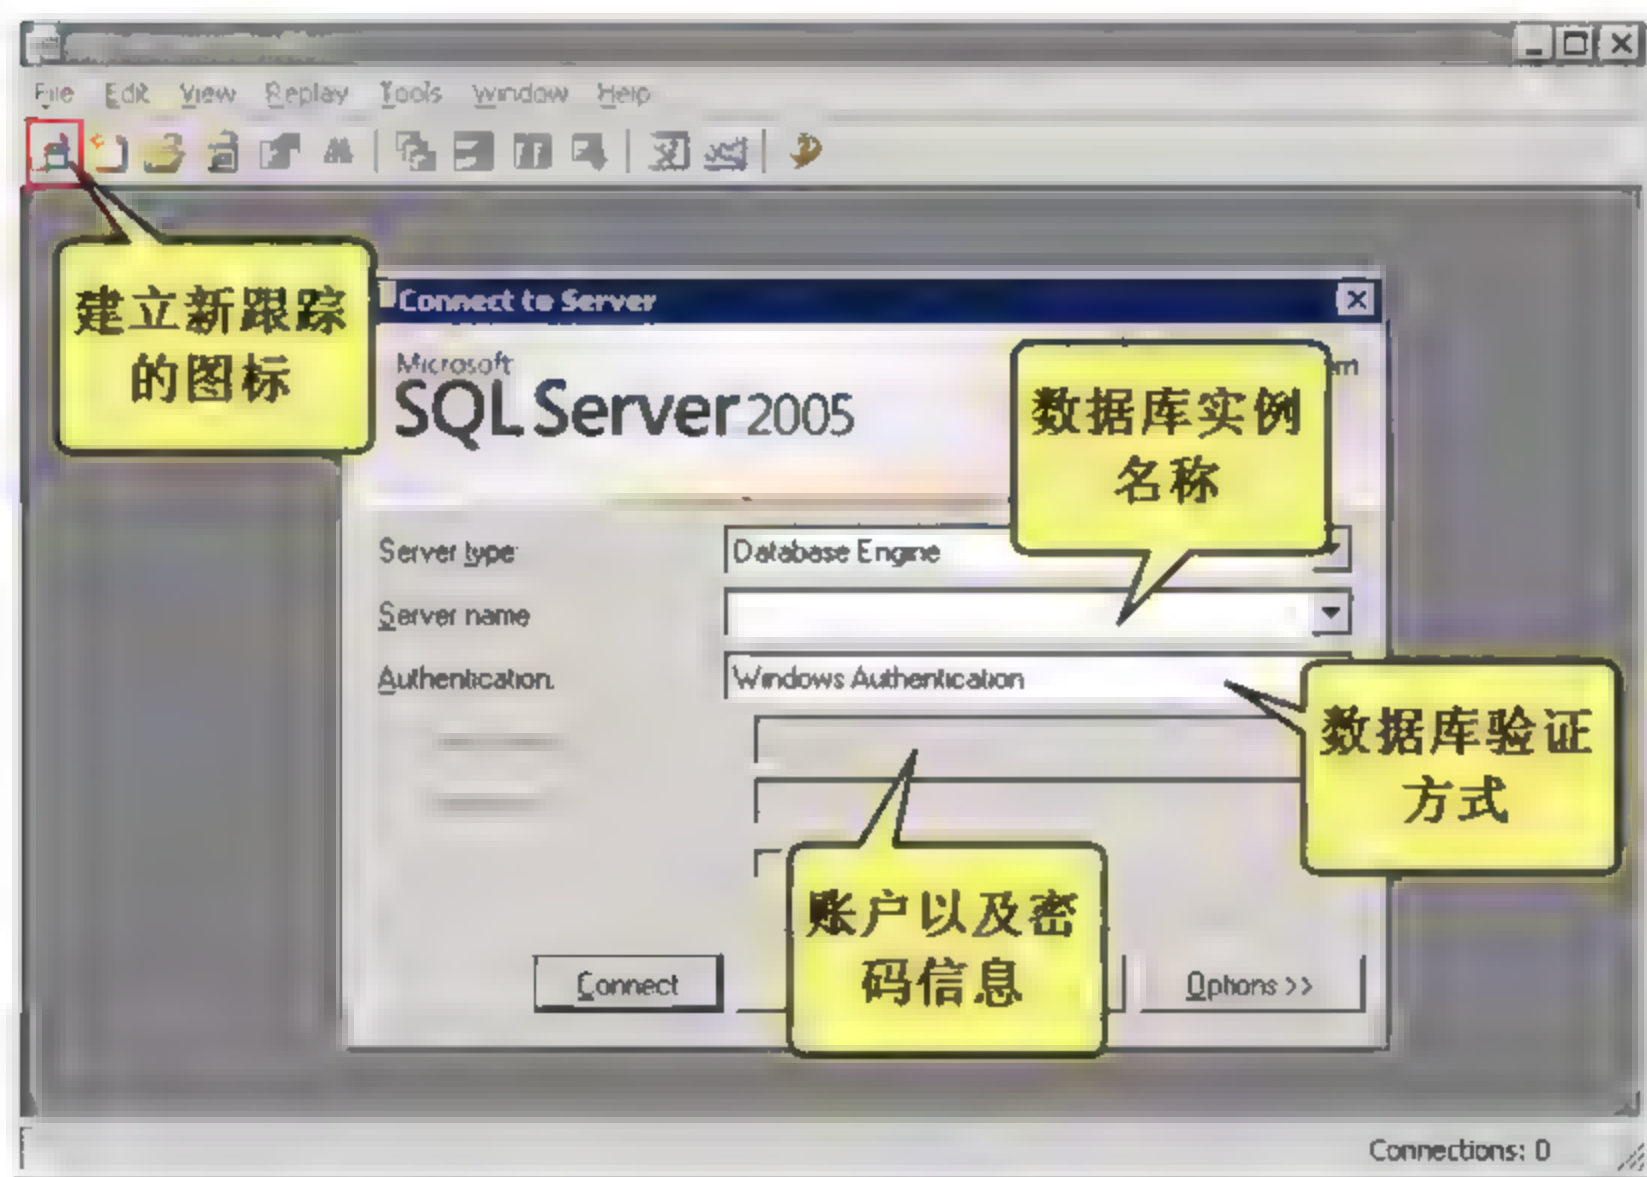 File Edit View Replay Tools Window Help
建立新跟踪
的图标
Connect to Server
Microsoft
SQL Server 2005
数据库实例
名称
Server type
Database Engine
Server name
Authentication.
Windows Authentication
数据库验证
方式
账户以及密
码信息
Connect
Options >>
Connections: 0